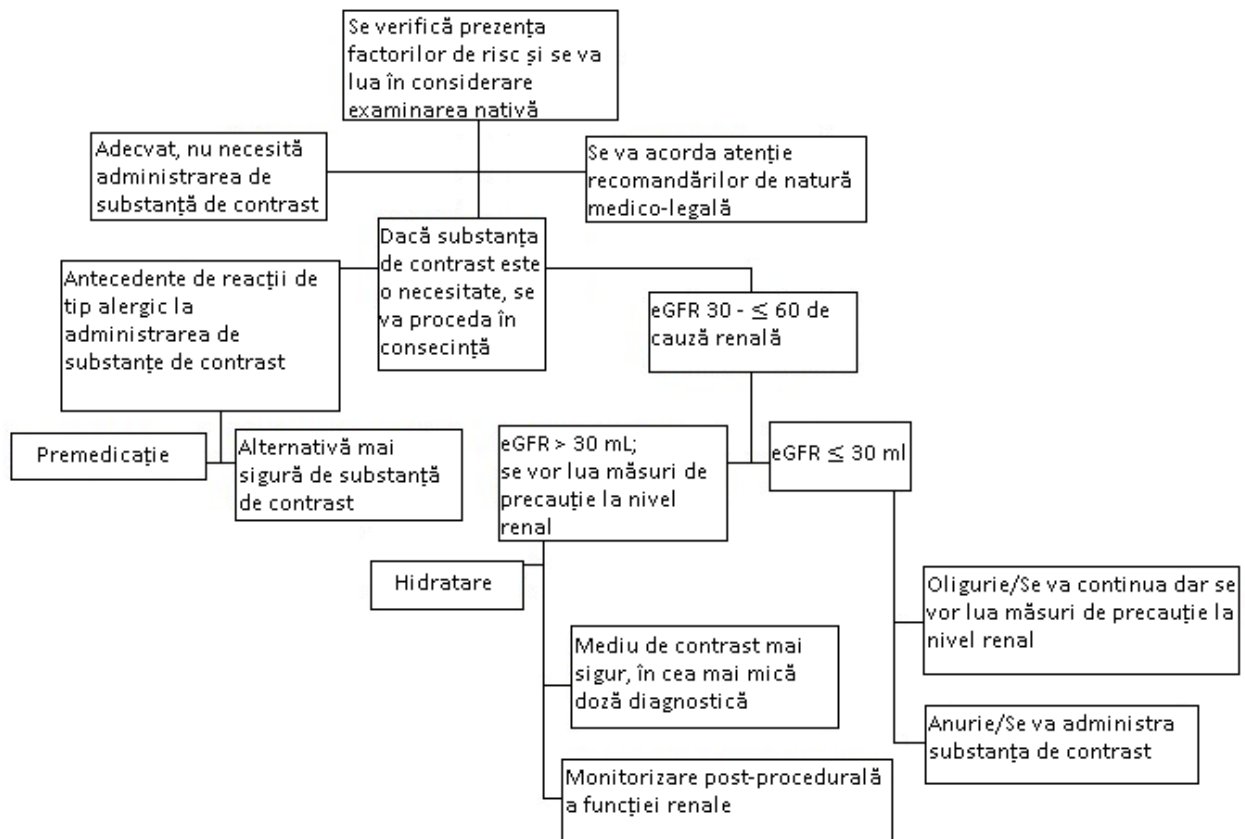 Se verifică prezența
factorilor de risc și se va
lua în considerare
examinarea nativă
Adecvat, nu necesită
administrarea de
substanță de contrast
Se va acorda atenție
recomandărilor de natură
medico-legală
Dacă substanța
de contrast este
o necesitate, se
va proceda în
consecință
Antecedente de reacții de
tip alergic la
administrarea de
substanțe de contrast
eGFR 30 - ≤ 60 de
cauză renală
Premedicație
Alternativă mai
sigură de substanță
de contrast
eGFR > 30 mL;
se vor lua măsuri de
precauție la nivel
renal
eGFR ≤ 30 ml
Hidratare
Oligurie/Se va continua dar se
vor lua măsuri de precauție la
nivel renal
Mediu de contrast mai
sigur, în cea mai mică
doză diagnostică
Anurie/Se va administra
substanța de contrast
Monitorizare post-procedurală
a funcției renale